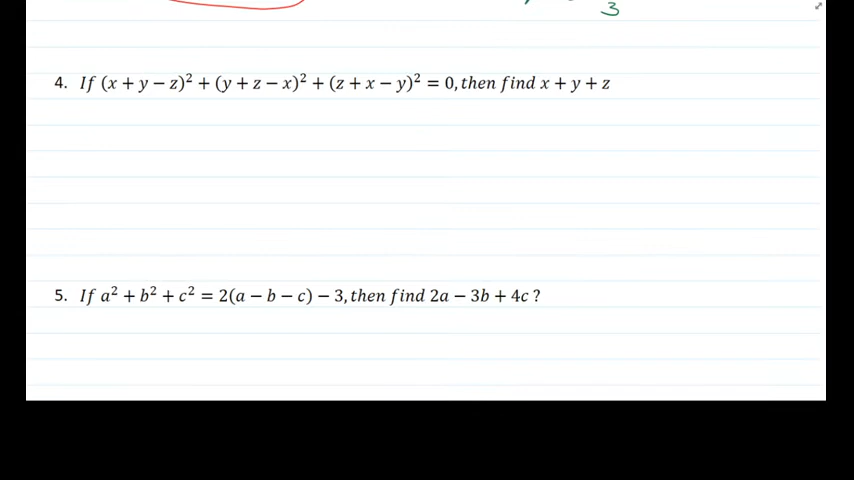 3
4. If (x + y − z)² + (y + z − x)² + (z + x − y)² = 0, then find x + y + z
5. If a² + b² + c² = 2(a − b − c) − 3, then find 2a − 3b + 4c ?